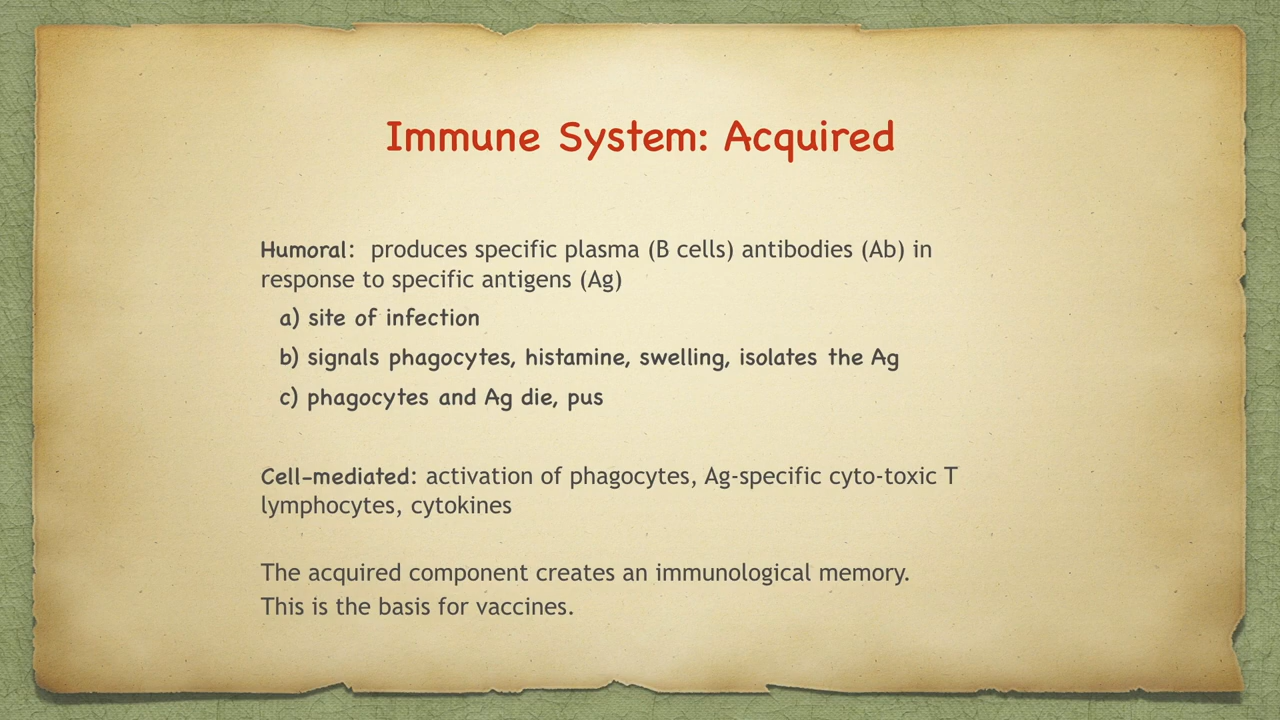 Immune System: Acquired
Humoral: produces specific plasma (B cells) antibodies (Ab) in
response to specific antigens (Ag)
a) site of infection
b) signals phagocytes, histamine, swelling, isolates the Ag
c) phagocytes and Ag die, pus
Cell-mediated: activation of phagocytes, Ag-specific cyto-toxic T
lymphocytes, cytokines
The acquired component creates an immunological memory.
This is the basis for vaccines.